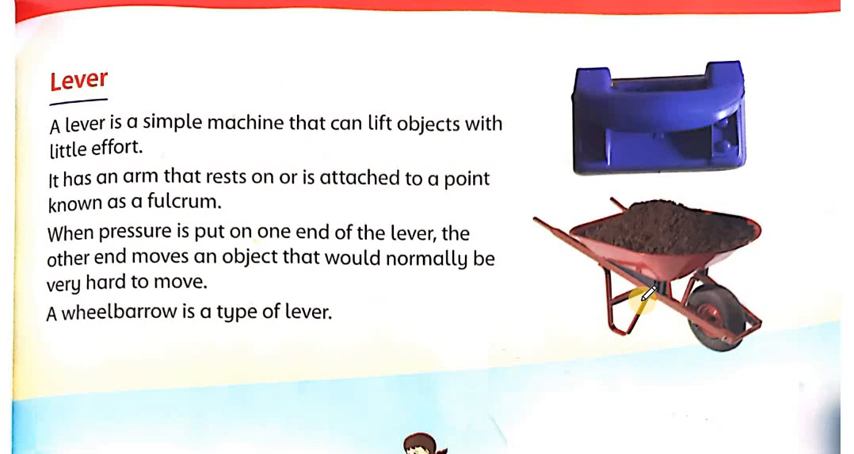 Lever
A lever is a simple machine that can lift objects with
little effort.
It has an arm that rests on or is attached to a point
known as a fulcrum.
When pressure is put on one end of the lever, the
other end moves an object that would normally be
very hard to move.
A wheelbarrow is a type of lever.